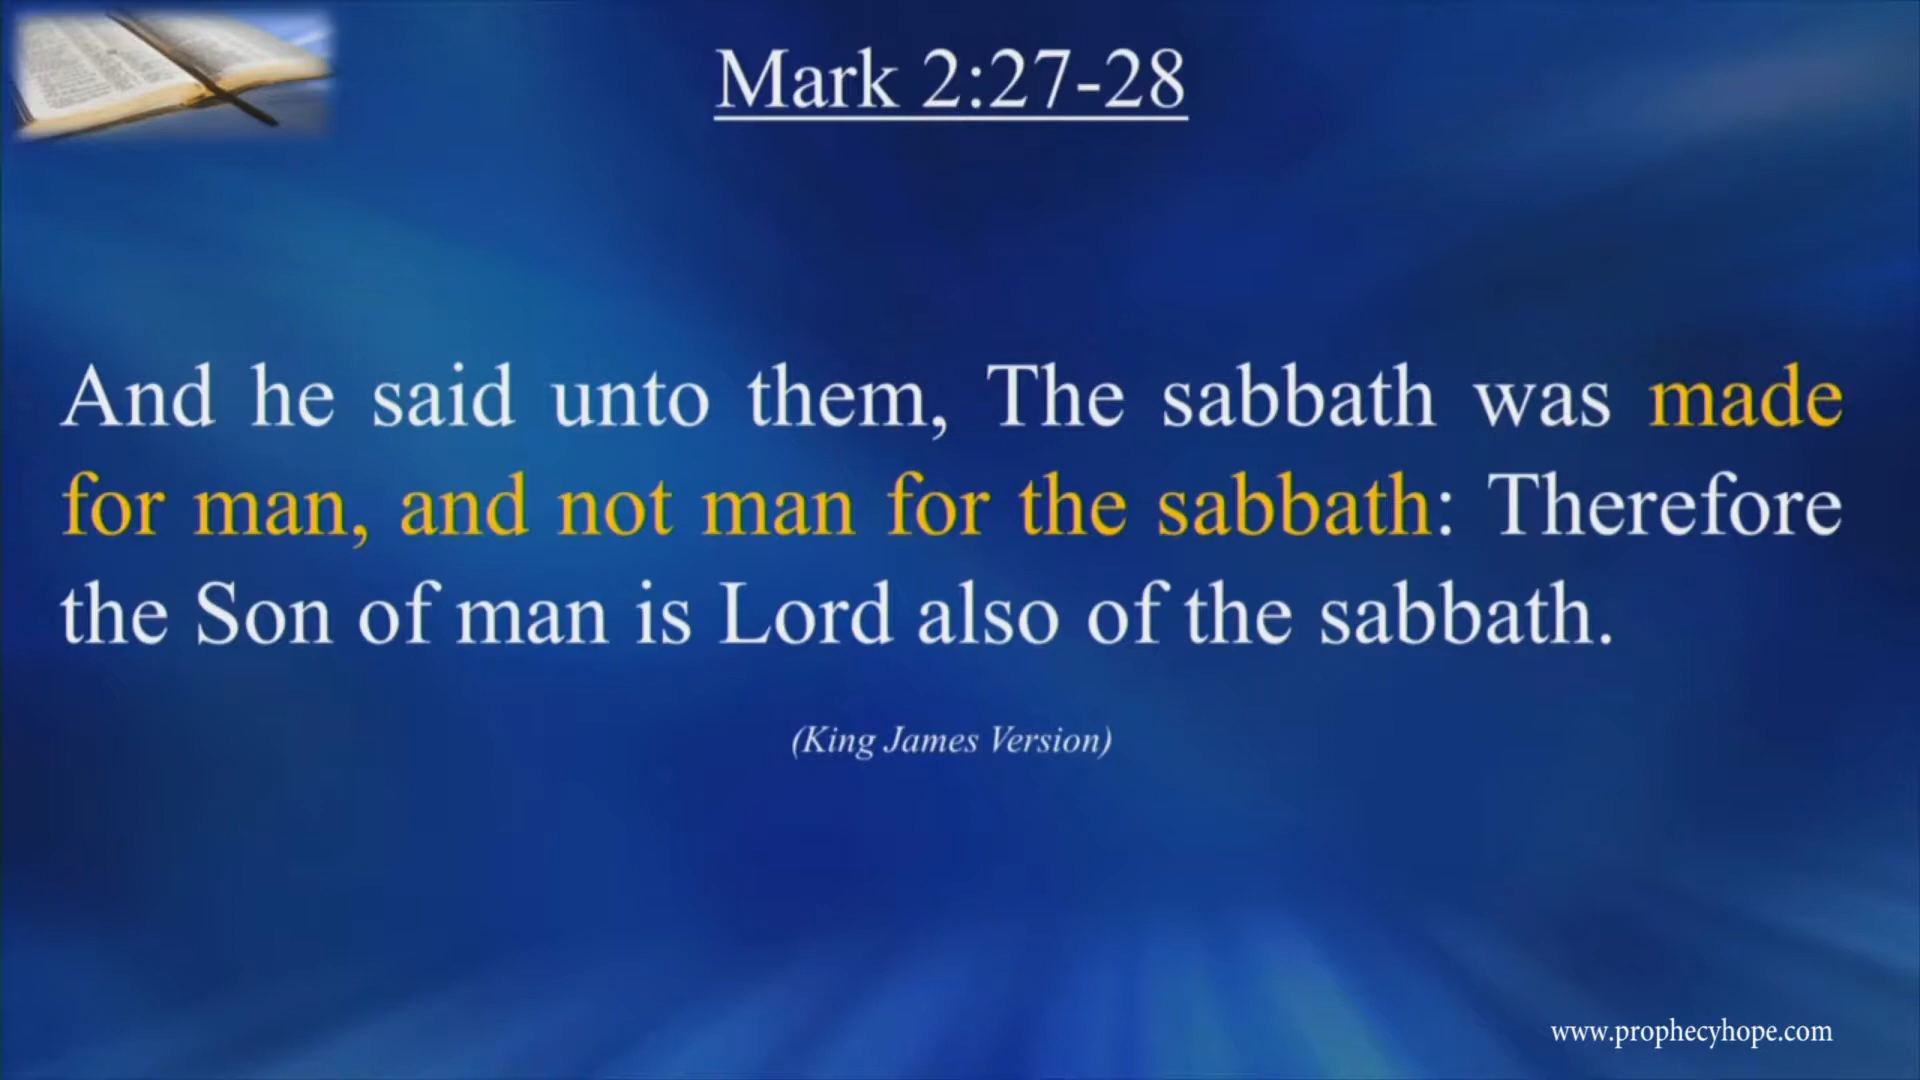 Mark 2:27-28
And he said unto them, The sabbath was made
for man, and not man for the sabbath: Therefore
the Son of man is Lord also of the sabbath.
(King James Version)
www.prophecyhope.com